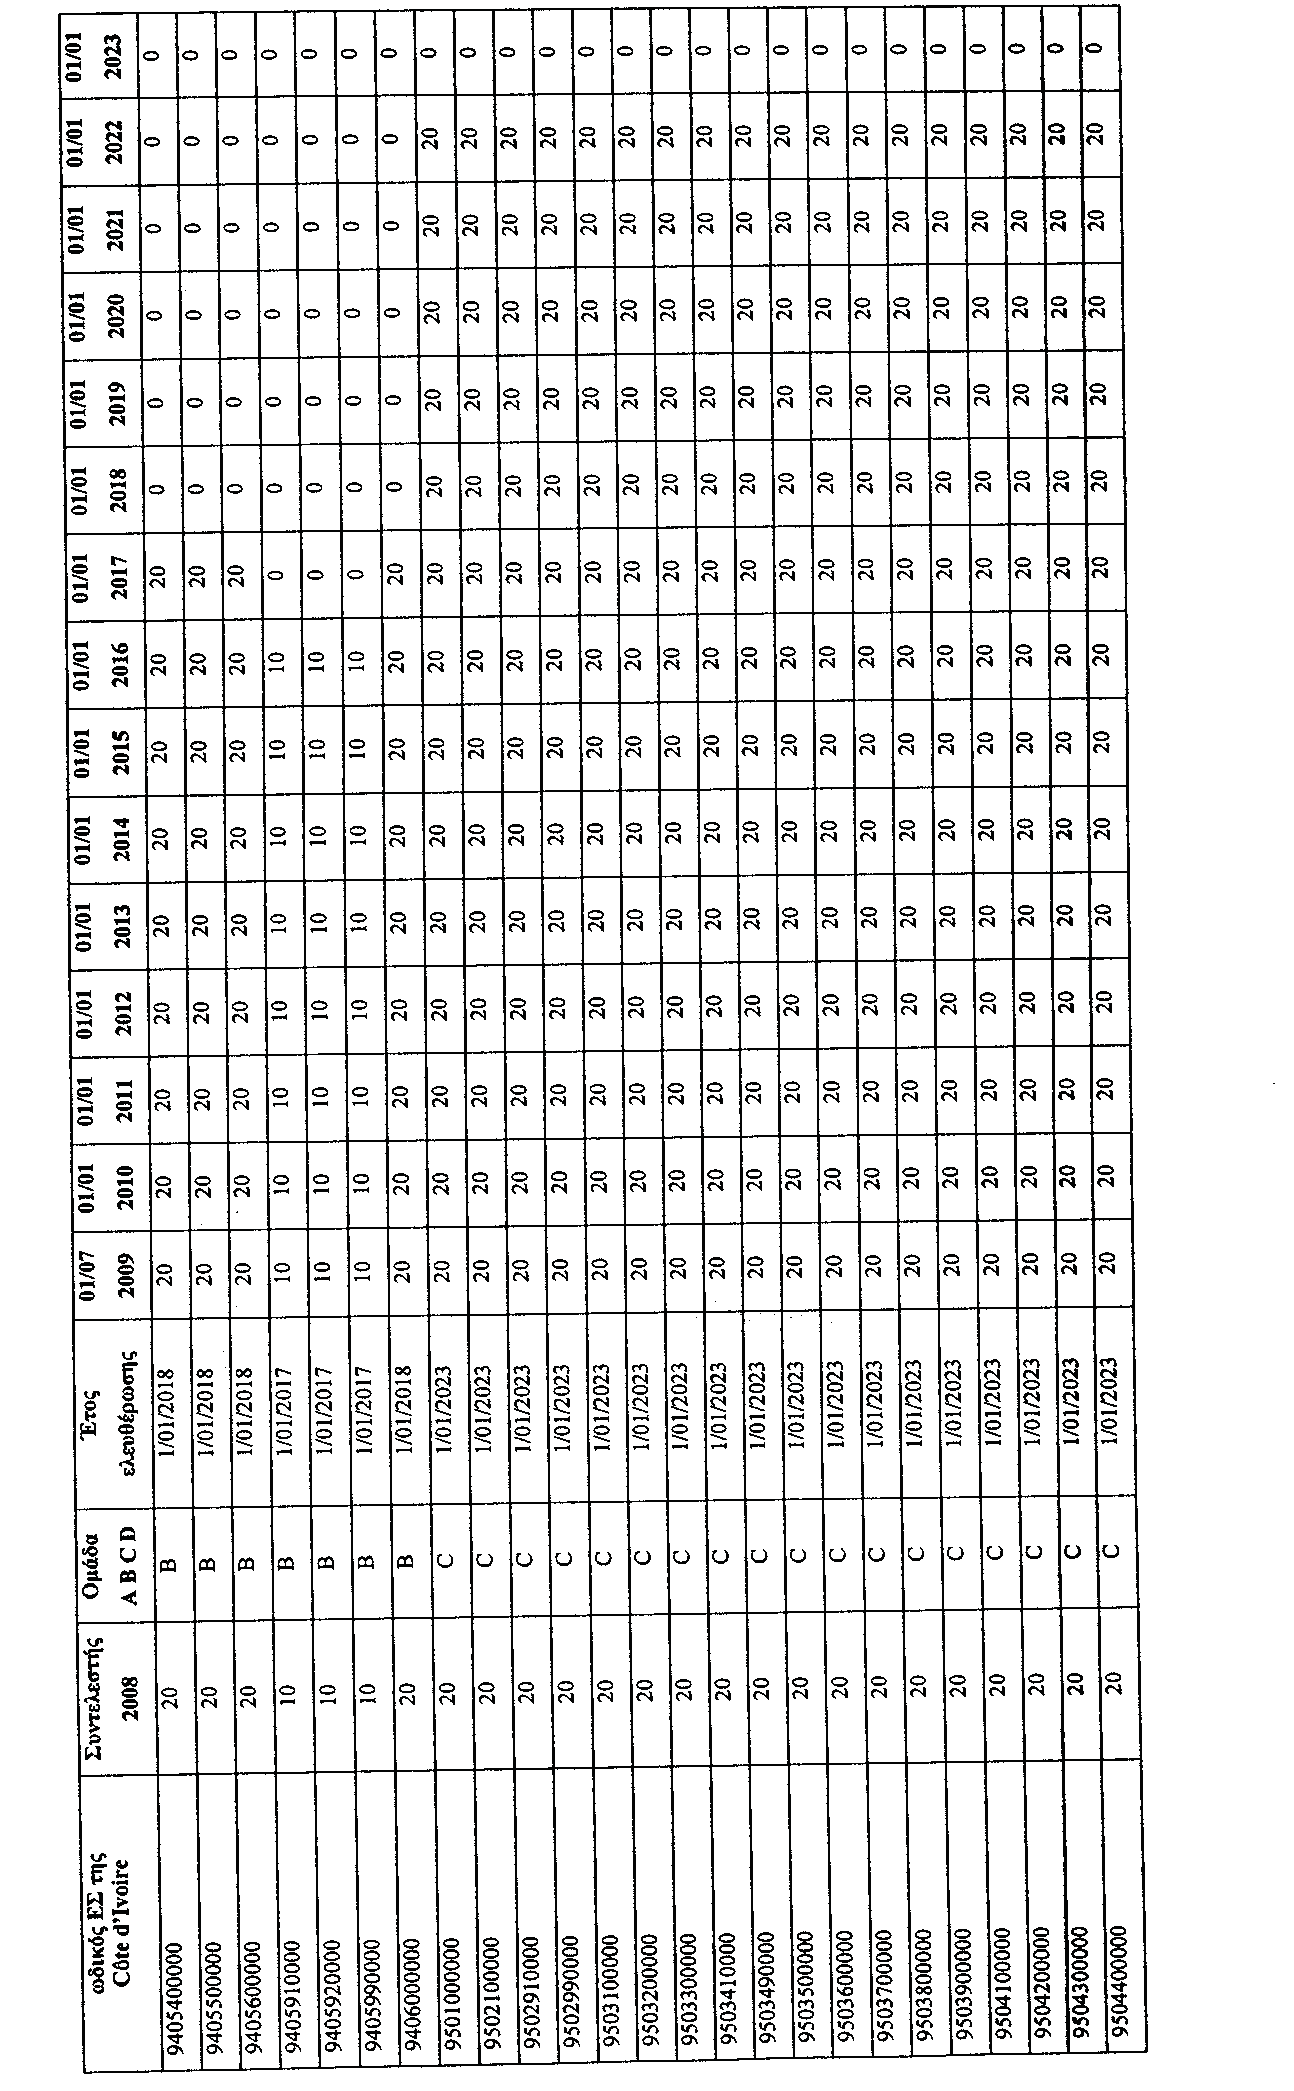 ωδικός ΕΣ της Côte d'Ivoire Συντελεστής 2008 Ομάδα A B C D Έτος ελευθέρωσης 01/07 2009 01/01 2010 01/01 2011 01/01 2012 01/01 2013 01/01 2014 01/01 2015 01/01 2016 01/01 2017 01/01 2018 01/01 2019 01/01 2020 01/01 2021 01/01 2022 01/01 2023
9405400000 20 B 1/01/2018 20 20 20 20 20 20 20 20 20 0 0 0 0 0 0
9405500000 20 B 1/01/2018 20 20 20 20 20 20 20 20 20 0 0 0 0 0 0
9405600000 20 B 1/01/2018 20 20 20 20 20 20 20 20 20 0 0 0 0 0 0
9405910000 10 B 1/01/2017 10 10 10 10 10 10 10 10 0 0 0 0 0 0 0
9405920000 10 B 1/01/2017 10 10 10 10 10 10 10 10 0 0 0 0 0 0 0
9405990000 10 B 1/01/2017 10 10 10 10 10 10 10 10 0 0 0 0 0 0 0
9406000000 20 B 1/01/2018 20 20 20 20 20 20 20 20 20 0 0 0 0 0 0
9501000000 20 C 1/01/2023 20 20 20 20 20 20 20 20 20 20 20 20 20 20 0
9502100000 20 C 1/01/2023 20 20 20 20 20 20 20 20 20 20 20 20 20 20 0
9502910000 20 C 1/01/2023 20 20 20 20 20 20 20 20 20 20 20 20 20 20 0
9502990000 20 C 1/01/2023 20 20 20 20 20 20 20 20 20 20 20 20 20 20 0
9503100000 20 C 1/01/2023 20 20 20 20 20 20 20 20 20 20 20 20 20 20 0
9503200000 20 C 1/01/2023 20 20 20 20 20 20 20 20 20 20 20 20 20 20 0
9503300000 20 C 1/01/2023 20 20 20 20 20 20 20 20 20 20 20 20 20 20 0
9503410000 20 C 1/01/2023 20 20 20 20 20 20 20 20 20 20 20 20 20 20 0
9503490000 20 C 1/01/2023 20 20 20 20 20 20 20 20 20 20 20 20 20 20 0
9503500000 20 C 1/01/2023 20 20 20 20 20 20 20 20 20 20 20 20 20 20 0
9503600000 20 C 1/01/2023 20 20 20 20 20 20 20 20 20 20 20 20 20 20 0
9503700000 20 C 1/01/2023 20 20 20 20 20 20 20 20 20 20 20 20 20 20 0
9503800000 20 C 1/01/2023 20 20 20 20 20 20 20 20 20 20 20 20 20 20 0
9503900000 20 C 1/01/2023 20 20 20 20 20 20 20 20 20 20 20 20 20 20 0
9504100000 20 C 1/01/2023 20 20 20 20 20 20 20 20 20 20 20 20 20 20 0
9504200000 20 C 1/01/2023 20 20 20 20 20 20 20 20 20 20 20 20 20 20 0
9504300000 20 C 1/01/2023 20 20 20 20 20 20 20 20 20 20 20 20 20 20 0
9504400000 20 C 1/01/2023 20 20 20 20 20 20 20 20 20 20 20 20 20 20 0